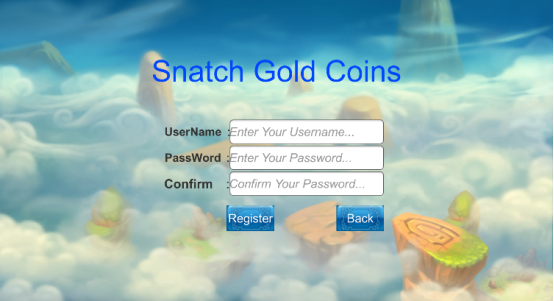 Snatch Gold Coins
UserName : Enter Your Username...
PassWord : Enter Your Password...
Confirm : Confirm Your Password...
Register Back